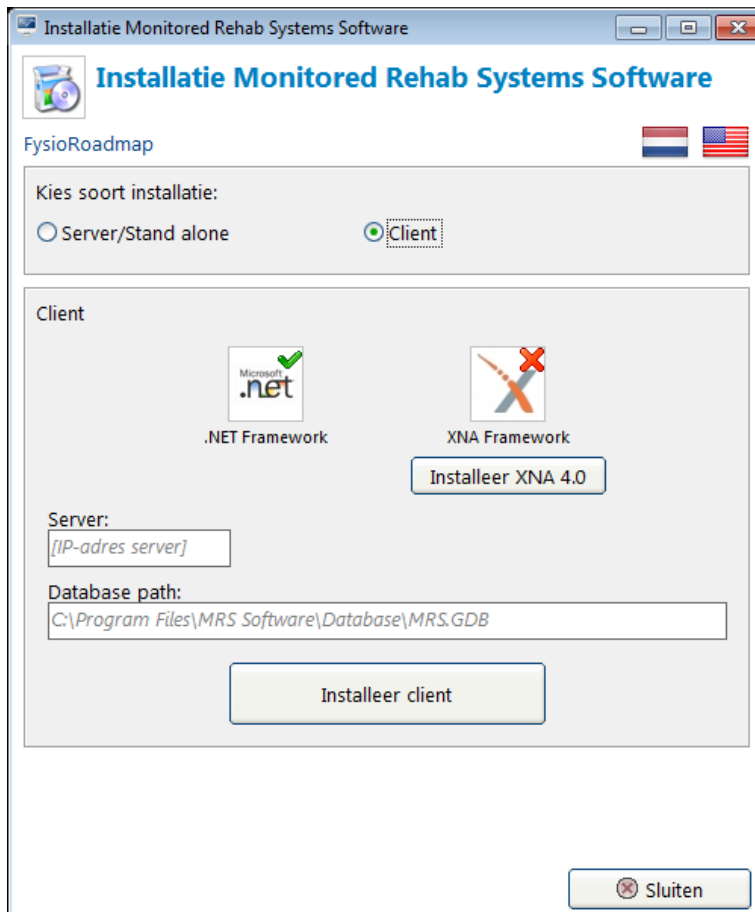 Installatie Monitored Rehab Systems Software
Installatie Monitored Rehab Systems Software
FysioRoadmap
Kies soort installatie:
Server/Stand alone
Client
Client
Microsoft
.net
.NET Framework
XNA Framework
Installeer XNA 4.0
Server:
[IP-adres server]
Database path:
C:\Program Files\MRS Software\Database\MRS.GDB
Installeer client
Sluiten